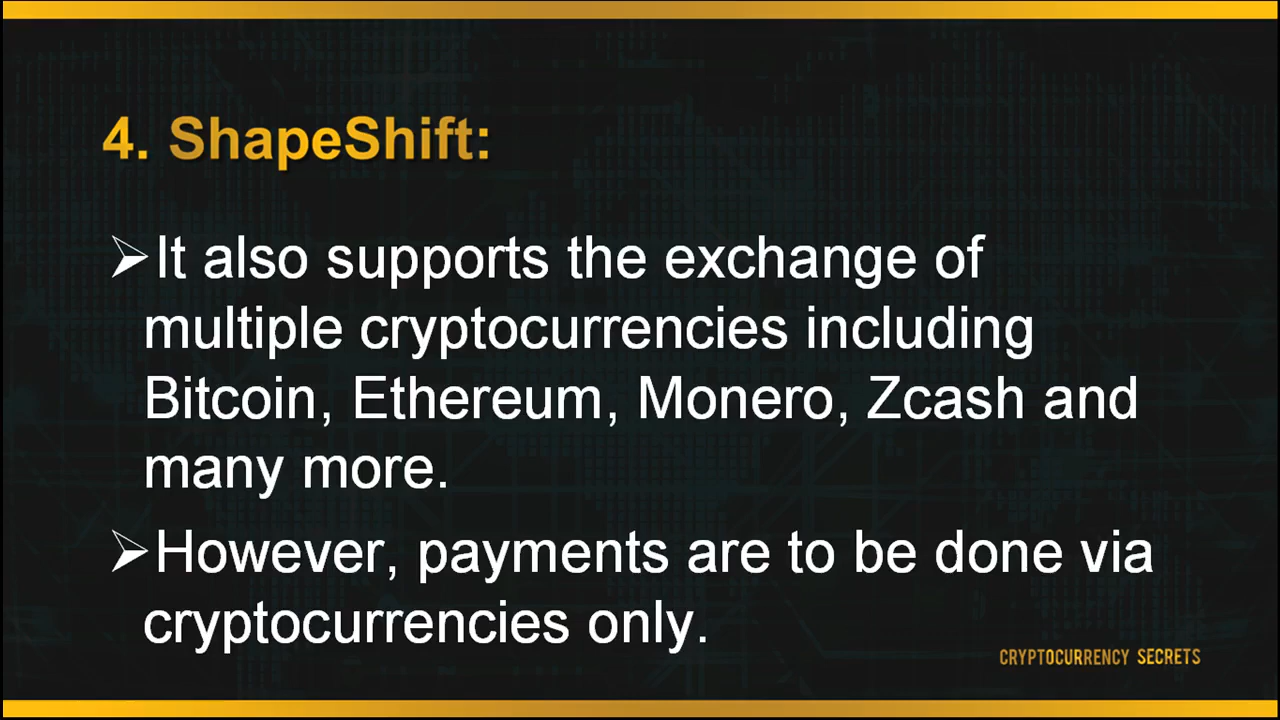 4. ShapeShift:
➢It also supports the exchange of
multiple cryptocurrencies including
Bitcoin, Ethereum, Monero, Zcash and
many more.
➢However, payments are to be done via
cryptocurrencies only.
CRYPTOCURRENCY SECRETS